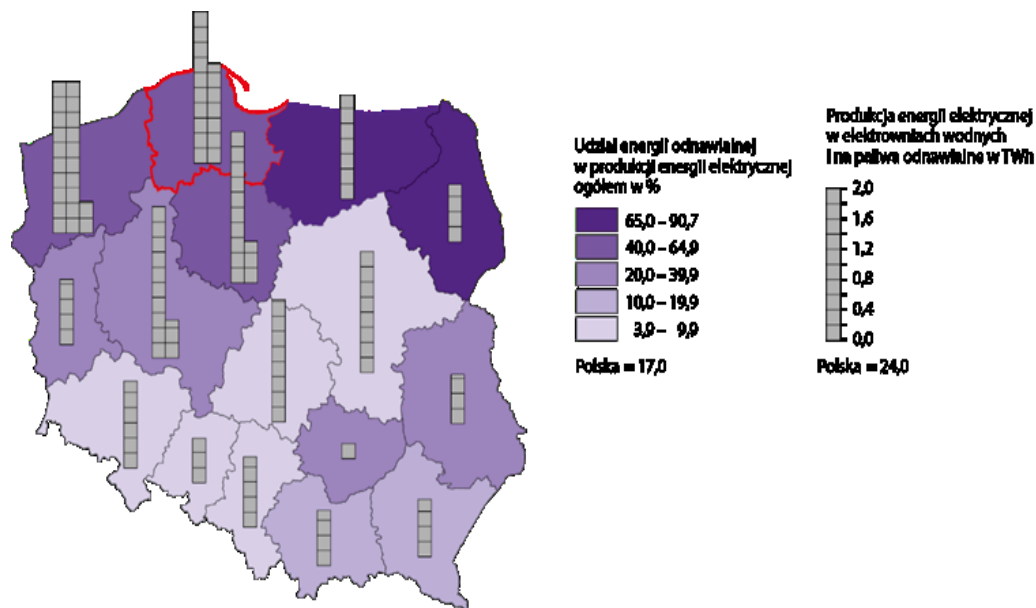 Udział energii odnawialnej
w produkcji energii elektrycznej
ogółem w %
65,0 – 90,7
40,0 – 64,9
20,0 – 39,9
10,0 – 19,9
3,9 – 9,9
Polska = 17,0
Produkcja energii elektrycznej
w elektrowniach wodnych
i na paliwa odnawialne w TWh
2,0
1,6
1,2
0,8
0,4
0,0
Polska = 24,0